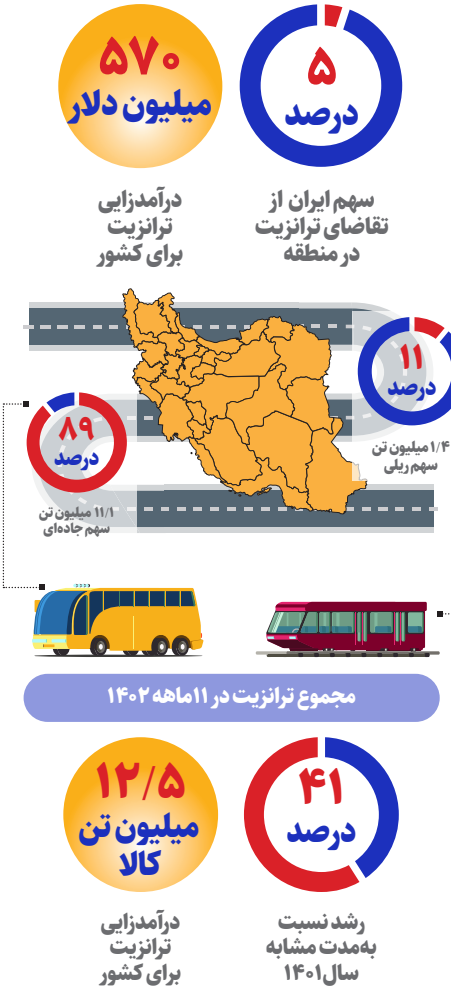 ۵
درصد
سهم ایران از
تقاضای ترانزیت
در منطقه
۵۷۰
میلیون دلار
درآمدزایی
ترانزیت
برای کشور
۱۱
درصد
۱/۴ میلیون تن
سهم ریلی
۸۹
درصد
۱۱/۱ میلیون تن
سهم جاده‌ای
مجموع ترانزیت در ۱۱ماهه ۱۴۰۲
۴۱
درصد
رشد نسبت
به‌مدت مشابه
سال۱۴۰۱
۱۲/۵
میلیون تن
کالا
درآمدزایی
ترانزیت
برای کشور